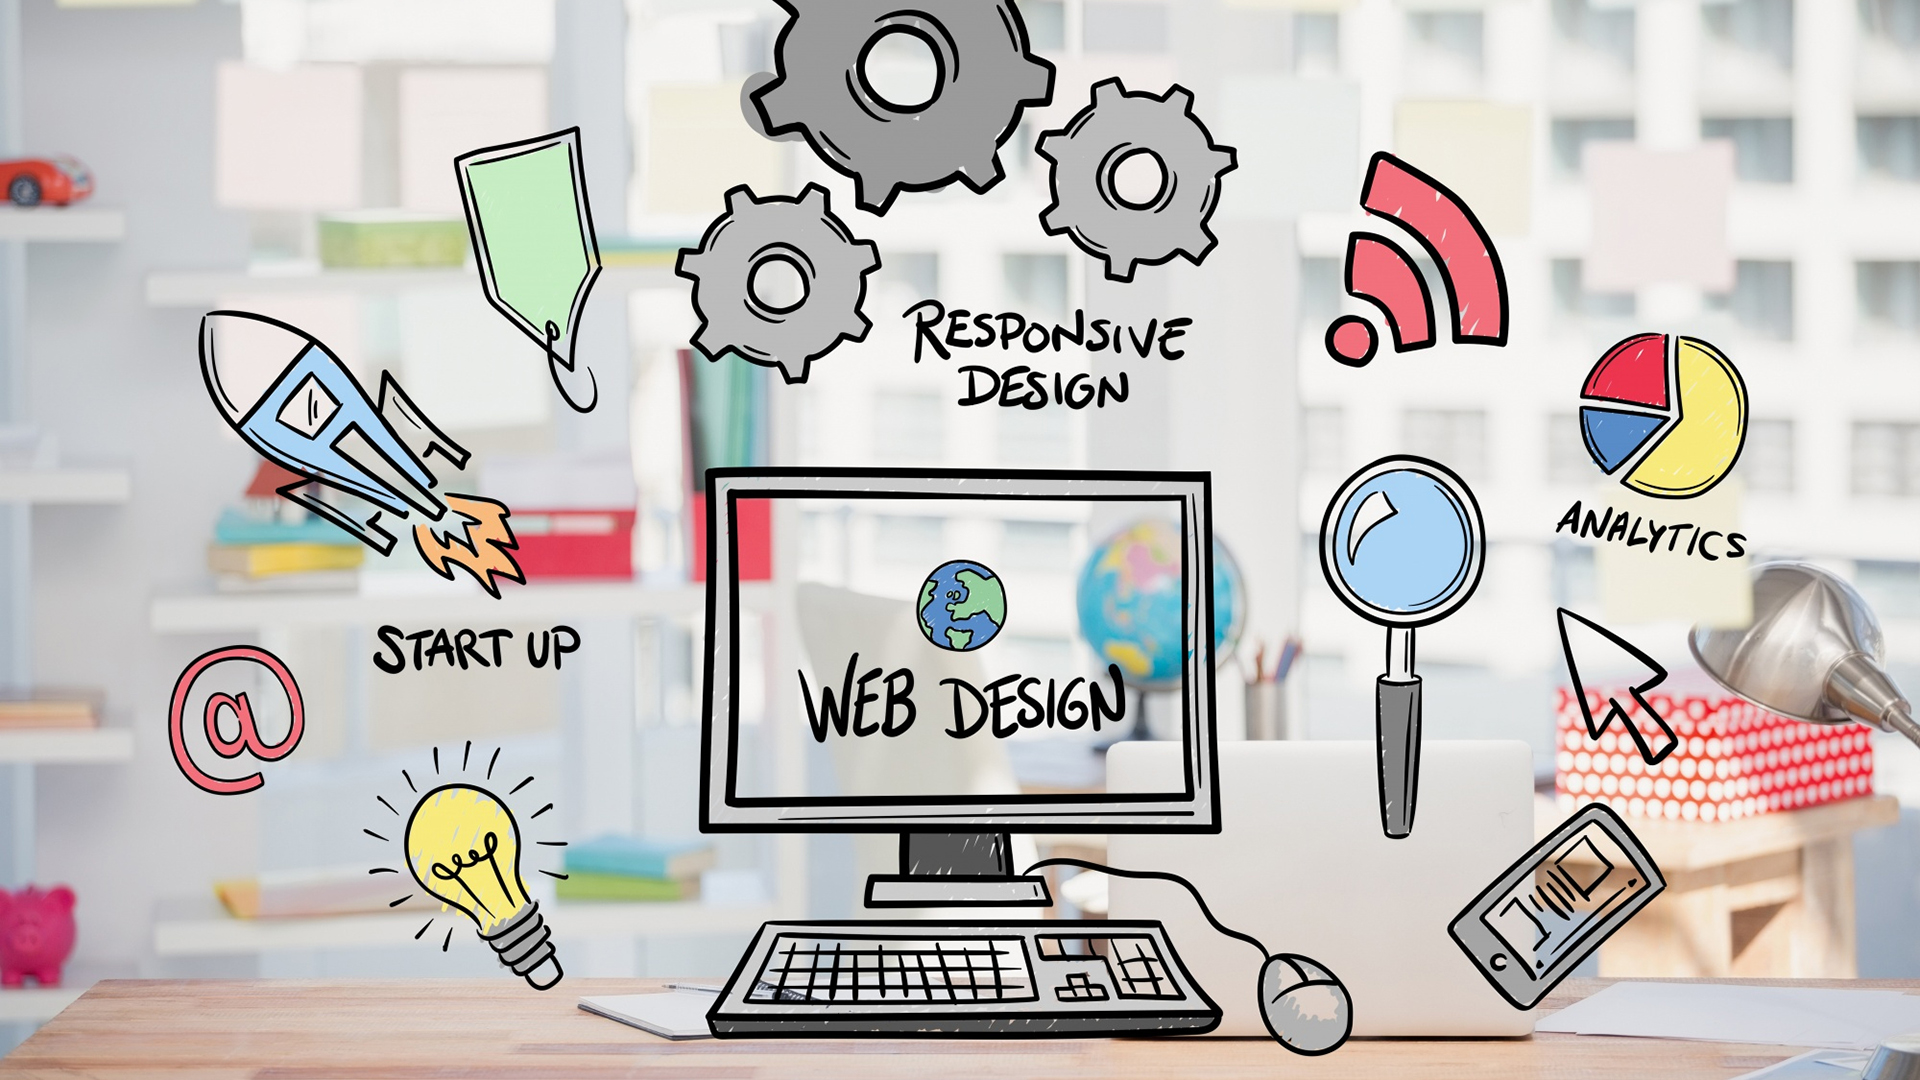 RESPONSIVE
DESIGN
ANALYTICS
START UP
@
WEB DESIGN